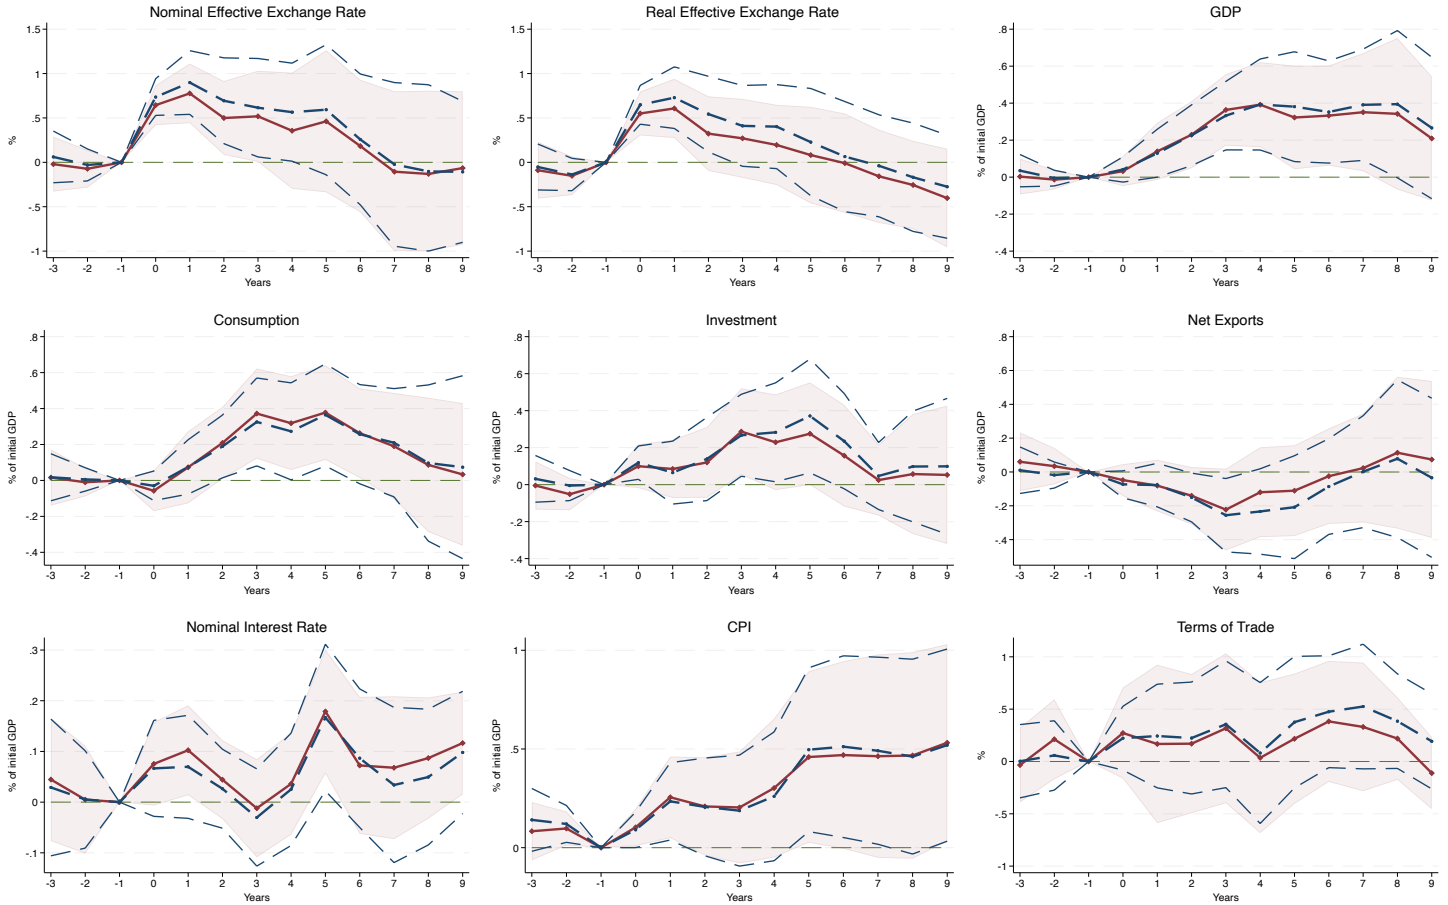 Nominal Effective Exchange Rate
1.5
1
.5
0
-.5
-1
%
-3 -2 -1 0 1 2 3 4 5 6 7 8 9
Years
Real Effective Exchange Rate
1.5
1
.5
0
-.5
-1
%
-3 -2 -1 0 1 2 3 4 5 6 7 8 9
Years
GDP
.8
.6
.4
.2
0
-.2
-.4
% of initial GDP
-3 -2 -1 0 1 2 3 4 5 6 7 8 9
Years
Consumption
.8
.6
.4
.2
0
-.2
-.4
% of initial GDP
-3 -2 -1 0 1 2 3 4 5 6 7 8 9
Years
Investment
.8
.6
.4
.2
0
-.2
-.4
% of initial GDP
-3 -2 -1 0 1 2 3 4 5 6 7 8 9
Years
Net Exports
.8
.6
.4
.2
0
-.2
-.4
% of initial GDP
-3 -2 -1 0 1 2 3 4 5 6 7 8 9
Years
Nominal Interest Rate
.3
.2
.1
0
-.1
% of initial GDP
-3 -2 -1 0 1 2 3 4 5 6 7 8 9
Years
CPI
1
.5
0
% of initial GDP
-3 -2 -1 0 1 2 3 4 5 6 7 8 9
Years
Terms of Trade
1
.5
0
-.5
-1
%
-3 -2 -1 0 1 2 3 4 5 6 7 8 9
Years